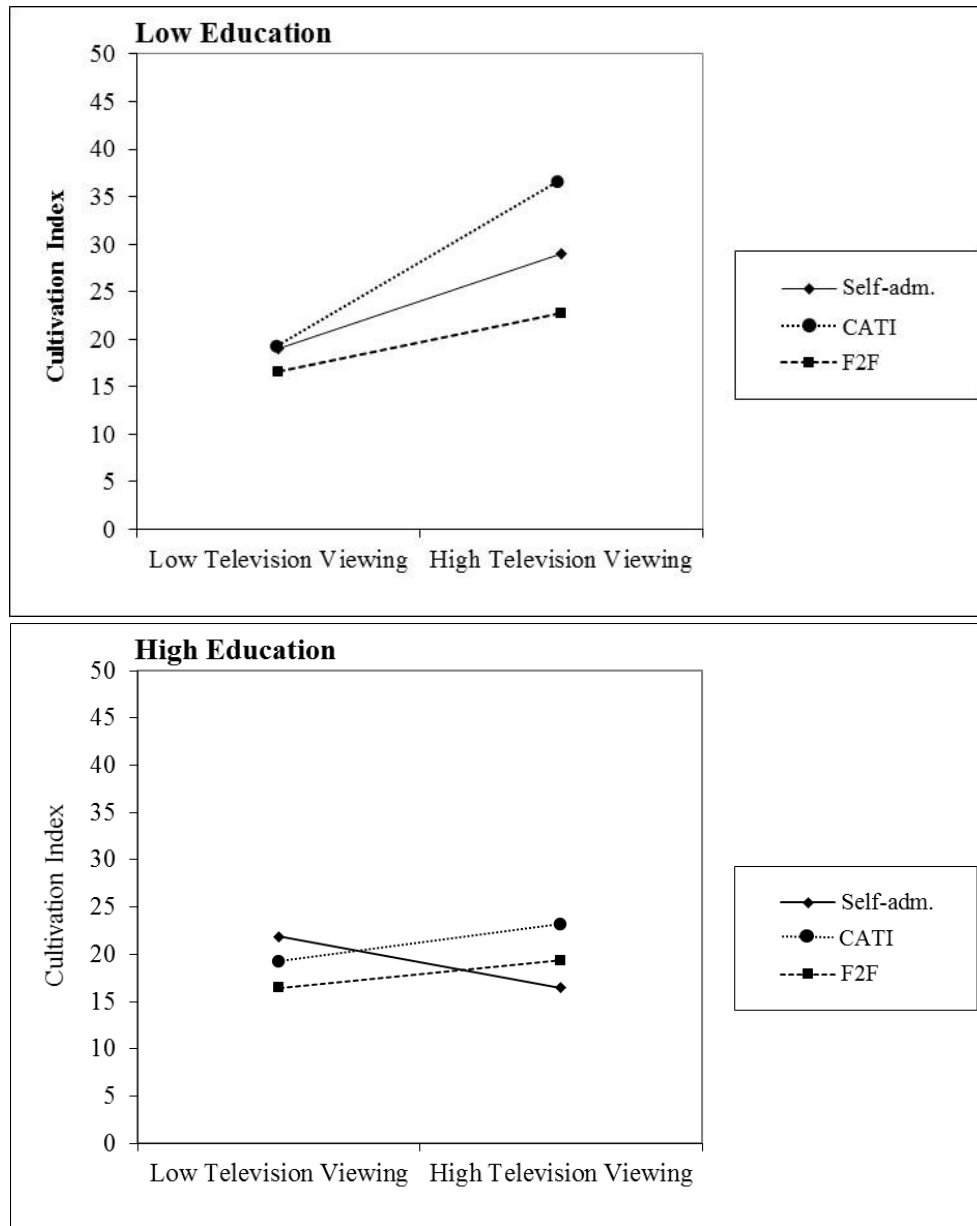 Low Education
50
45
40
35
30
25
20
15
10
5
0
Cultivation Index
Low Television Viewing High Television Viewing
Self-adm.
CATI
F2F
High Education
50
45
40
35
30
25
20
15
10
5
0
Cultivation Index
Low Television Viewing High Television Viewing
Self-adm.
CATI
F2F